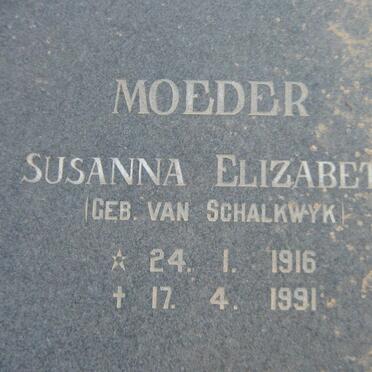 MOEDER
SUSANNA ELIZABET
(GEB. VAN SCHALKWYK)
☆ 24. 1. 1916
✝ 17. 4. 1991